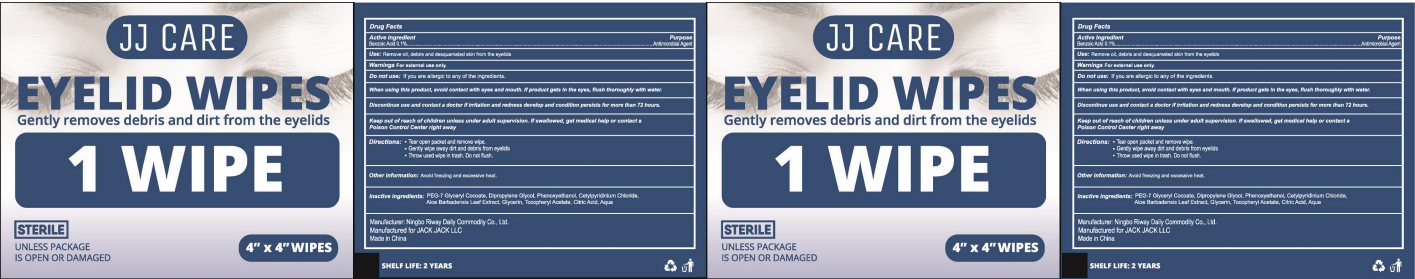 JJ CARE
EYELID WIPES
Gently removes debris and dirt from the eyelids
1 WIPE
STERILE
UNLESS PACKAGE
IS OPEN OR DAMAGED
4” x 4” WIPES
Drug Facts
Active Ingredient Purpose
Benzoic Acid 0.1%...Antimicrobial Agent
Use: Remove oil, debris and desquamated skin from the eyelids
Warnings For external use only.
Do not use: If you are allergic to any of the ingredients.
When using this product, avoid contact with eyes and mouth. If product gets in the eyes, flush thoroughly with water.
Discontinue use and contact a doctor if irritation and redness develop and condition persists for more than 72 hours.
Keep out of reach of children unless under adult supervision. If swallowed, get medical help or contact a
Poison Control Center right away
Directions: • Tear open packet and remove wipe.
• Gently wipe away dirt and debris from eyelids
• Throw used wipe in trash. Do not flush.
Other information: Avoid freezing and excessive heat.
Inactive ingredients: PEG-7 Glyceryl Cocoate, Dipropylene Glycol, Phenoxyethanol, Cetylpyridinium Chloride,
Aloe Barbadensis Leaf Extract, Glycerin, Tocopheryl Acetate, Citric Acid, Aqua
Manufacturer: Ningbo Riway Daily Commodity Co., Ltd.
Manufactured for JACK JACK LLC
Made in China
SHELF LIFE: 2 YEARS
JJ CARE
EYELID WIPES
Gently removes debris and dirt from the eyelids
1 WIPE
STERILE
UNLESS PACKAGE
IS OPEN OR DAMAGED
4” x 4” WIPES
Drug Facts
Active Ingredient Purpose
Benzoic Acid 0.1%...Antimicrobial Agent
Use: Remove oil, debris and desquamated skin from the eyelids
Warnings For external use only.
Do not use: If you are allergic to any of the ingredients.
When using this product, avoid contact with eyes and mouth. If product gets in the eyes, flush thoroughly with water.
Discontinue use and contact a doctor if irritation and redness develop and condition persists for more than 72 hours.
Keep out of reach of children unless under adult supervision. If swallowed, get medical help or contact a
Poison Control Center right away
Directions: • Tear open packet and remove wipe.
• Gently wipe away dirt and debris from eyelids
• Throw used wipe in trash. Do not flush.
Other information: Avoid freezing and excessive heat.
Inactive ingredients: PEG-7 Glyceryl Cocoate, Dipropylene Glycol, Phenoxyethanol, Cetylpyridinium Chloride,
Aloe Barbadensis Leaf Extract, Glycerin, Tocopheryl Acetate, Citric Acid, Aqua
Manufacturer: Ningbo Riway Daily Commodity Co., Ltd.
Manufactured for JACK JACK LLC
Made in China
SHELF LIFE: 2 YEARS